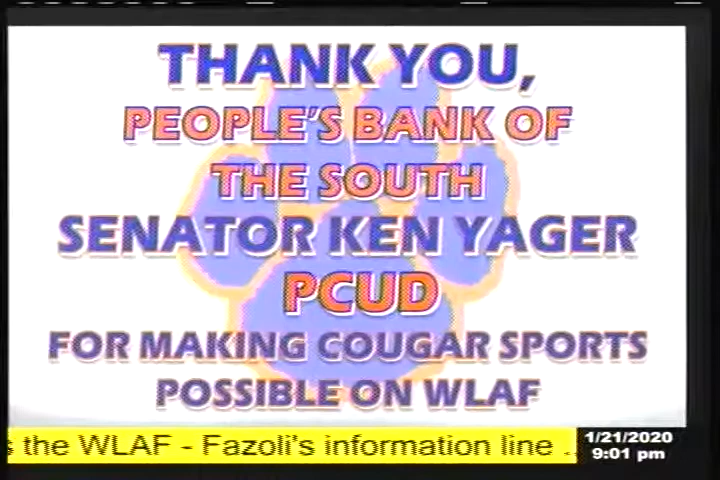 THANK YOU,
PEOPLE'S BANK OF
THE SOUTH
SENATOR KEN YAGER
PCUD
FOR MAKING COUGAR SPORTS
POSSIBLE ON WLAF
the WLAF - Fazoli's information line ..
1/21/2020
9:01 pm